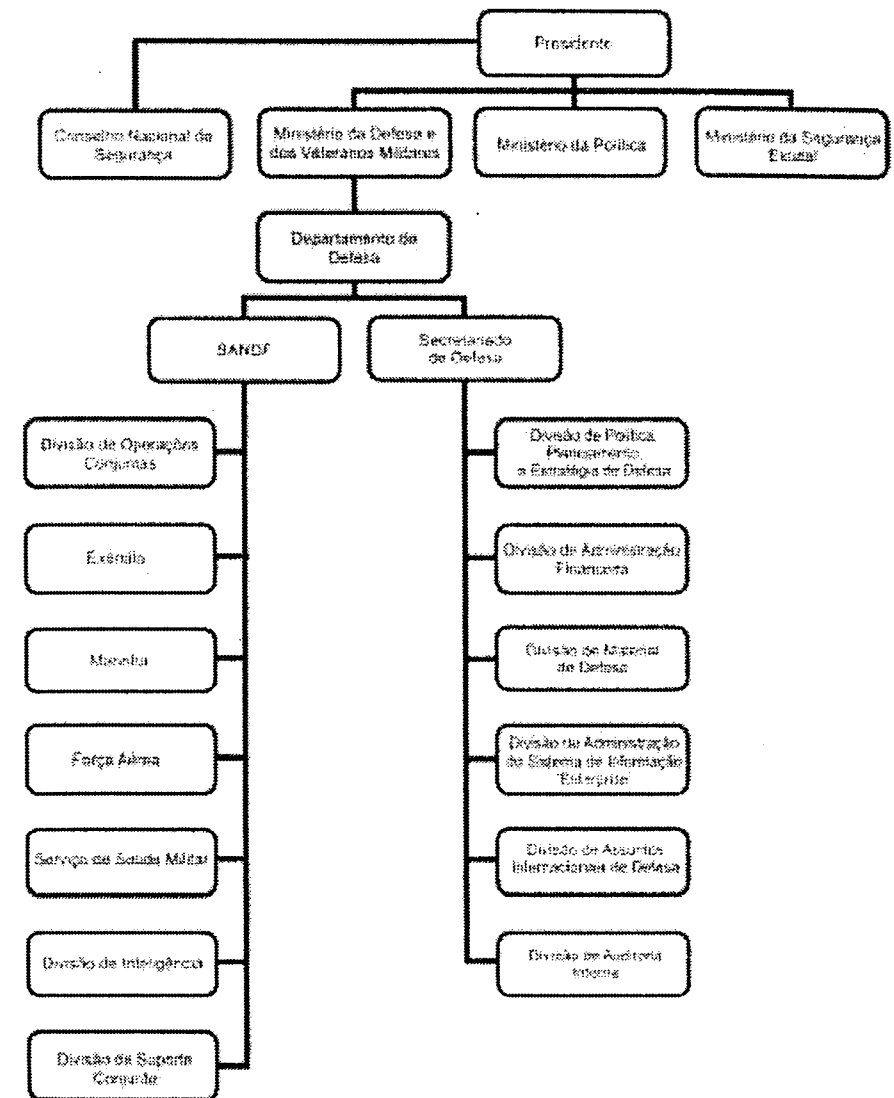 Presidente
Conselho Nacional de
Segurança
Ministério da Defesa e
dos Veteranos Militares
Ministério da Política
Ministério da Segurança
Estatal
Departamento de
Defesa
SANDF
Secretariado
de Defesa
Divisão de Operações
Conjuntas
Exército
Marinha
Força Aérea
Serviço de Saúde Militar
Divisão de Inteligência
Divisão de Suporte
Conjunto
Divisão de Política,
Planejamento,
e Estratégia de Defesa
Divisão de Administração
Financeira
Divisão de Material
de Defesa
Divisão de Administração
do Sistema de Informação
'Enterprise'
Divisão de Assuntos
Internacionais de Defesa
Divisão de Auditoria
Interna